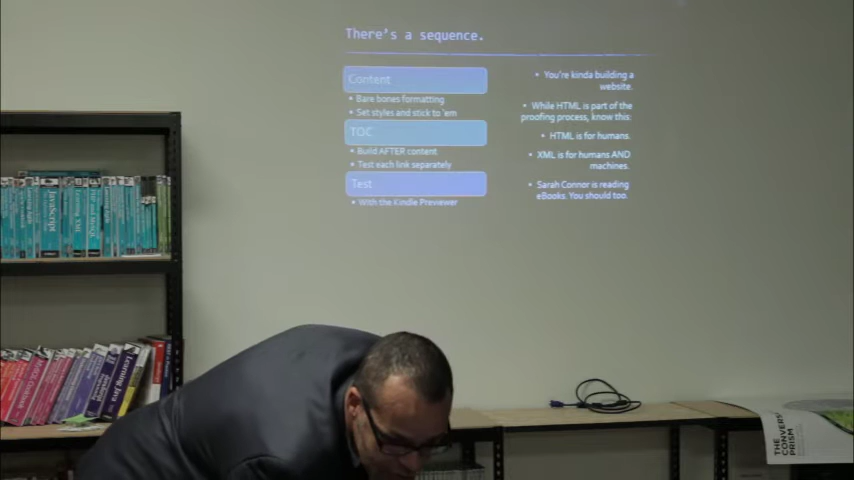 There's a sequence.
Content
• Bare bones formatting
• Set styles and stick to 'em
TOC
• Build AFTER content
• Test each link separately
Test
• With the Kindle Previewer
• You're kinda building a
website.
• While HTML is part of the
proofing process, know this:
• HTML is for humans.
• XML is for humans AND
machines.
• Sarah Connor is reading
eBooks. You should too.
JavaScript
Learning Java
THE
CONVERS
PRISM